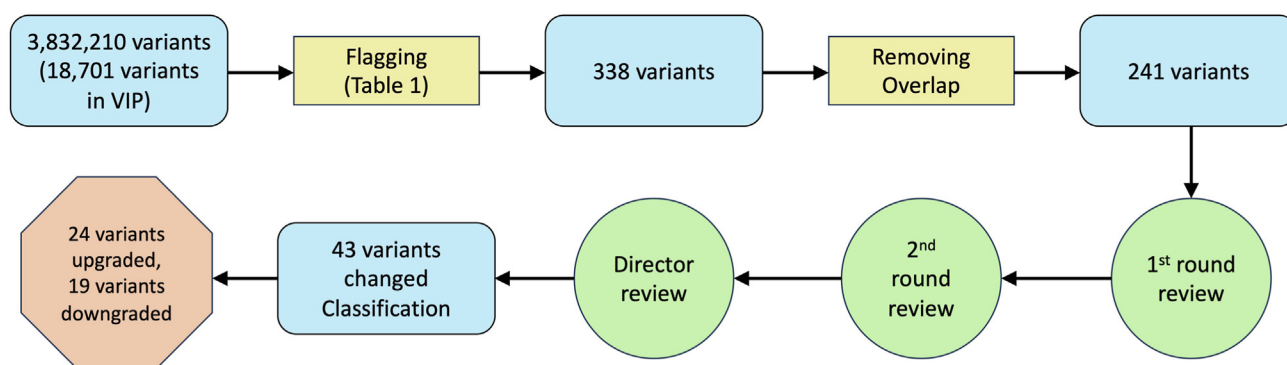 3,832,210 variants
(18,701 variants
in VIP)
Flagging
(Table 1)
338 variants
Removing
Overlap
241 variants
1st round
review
2nd
round
review
Director
review
43 variants
changed
Classification
24 variants
upgraded,
19 variants
downgraded